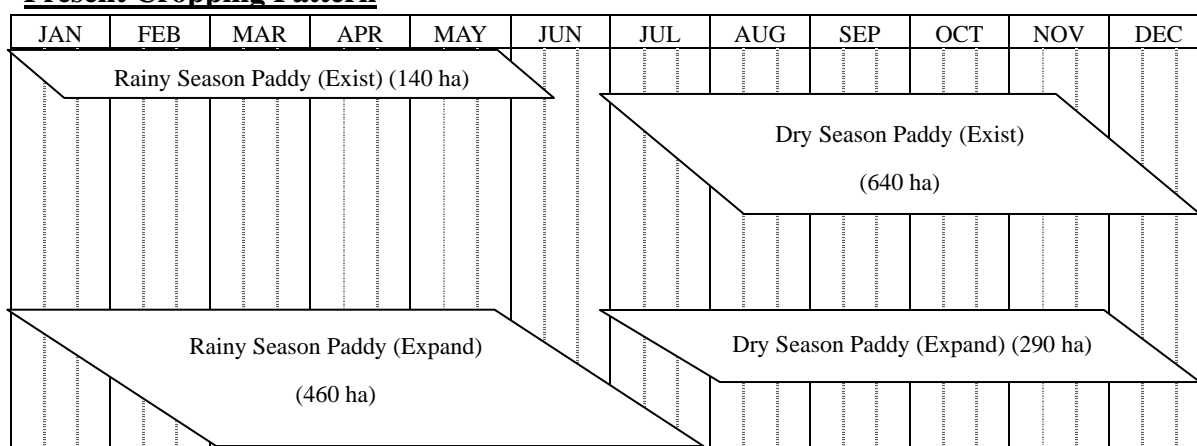 Present Cropping Pattern
JAN FEB MAR APR MAY JUN JUL AUG SEP OCT NOV DEC
Rainy Season Paddy (Exist) (140 ha)
Dry Season Paddy (Exist)
(640 ha)
Rainy Season Paddy (Expand)
(460 ha)
Dry Season Paddy (Expand) (290 ha)